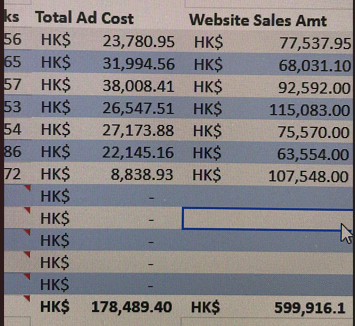 ks Total Ad Cost Website Sales Amt
56 HK$ 23,780.95 HK$ 77,537.95
65 HK$ 31,994.56 HK$ 68,031.10
57 HK$ 38,008.41 HK$ 92,592.00
53 HK$ 26,547.51 HK$ 115,083.00
54 HK$ 27,173.88 HK$ 75,570.00
86 HK$ 22,145.16 HK$ 63,554.00
72 HK$ 8,838.93 HK$ 107,548.00
HK$ -
HK$ -
HK$ -
HK$ -
HK$ -
HK$ 178,489.40 HK$ 599,916.1